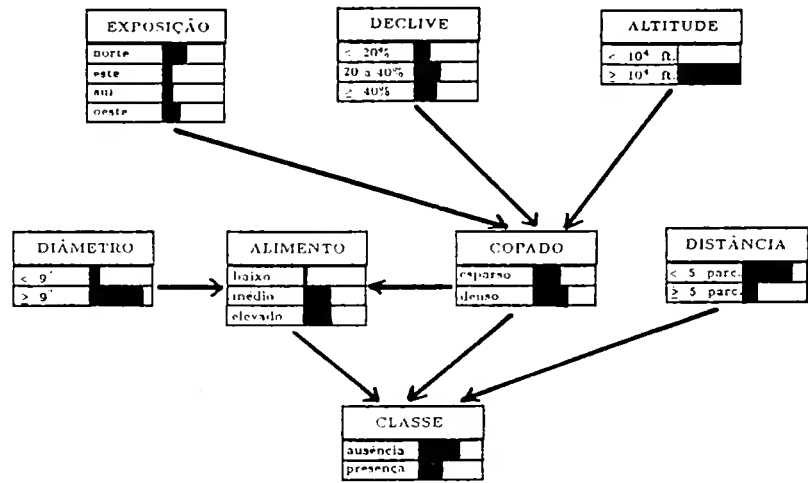 EXPOSIÇÃO
norte
este
sul
oeste
DECLIVE
< 20%
20 a 40%
≥ 40%
ALTITUDE
< 10⁴ ft.
≥ 10⁴ ft.
DIÂMETRO
< 9"
≥ 9"
ALIMENTO
baixo
médio
elevado
COPADO
esparso
denso
DISTÂNCIA
< 5 parc.
≥ 5 parc.
CLASSE
ausência
presença